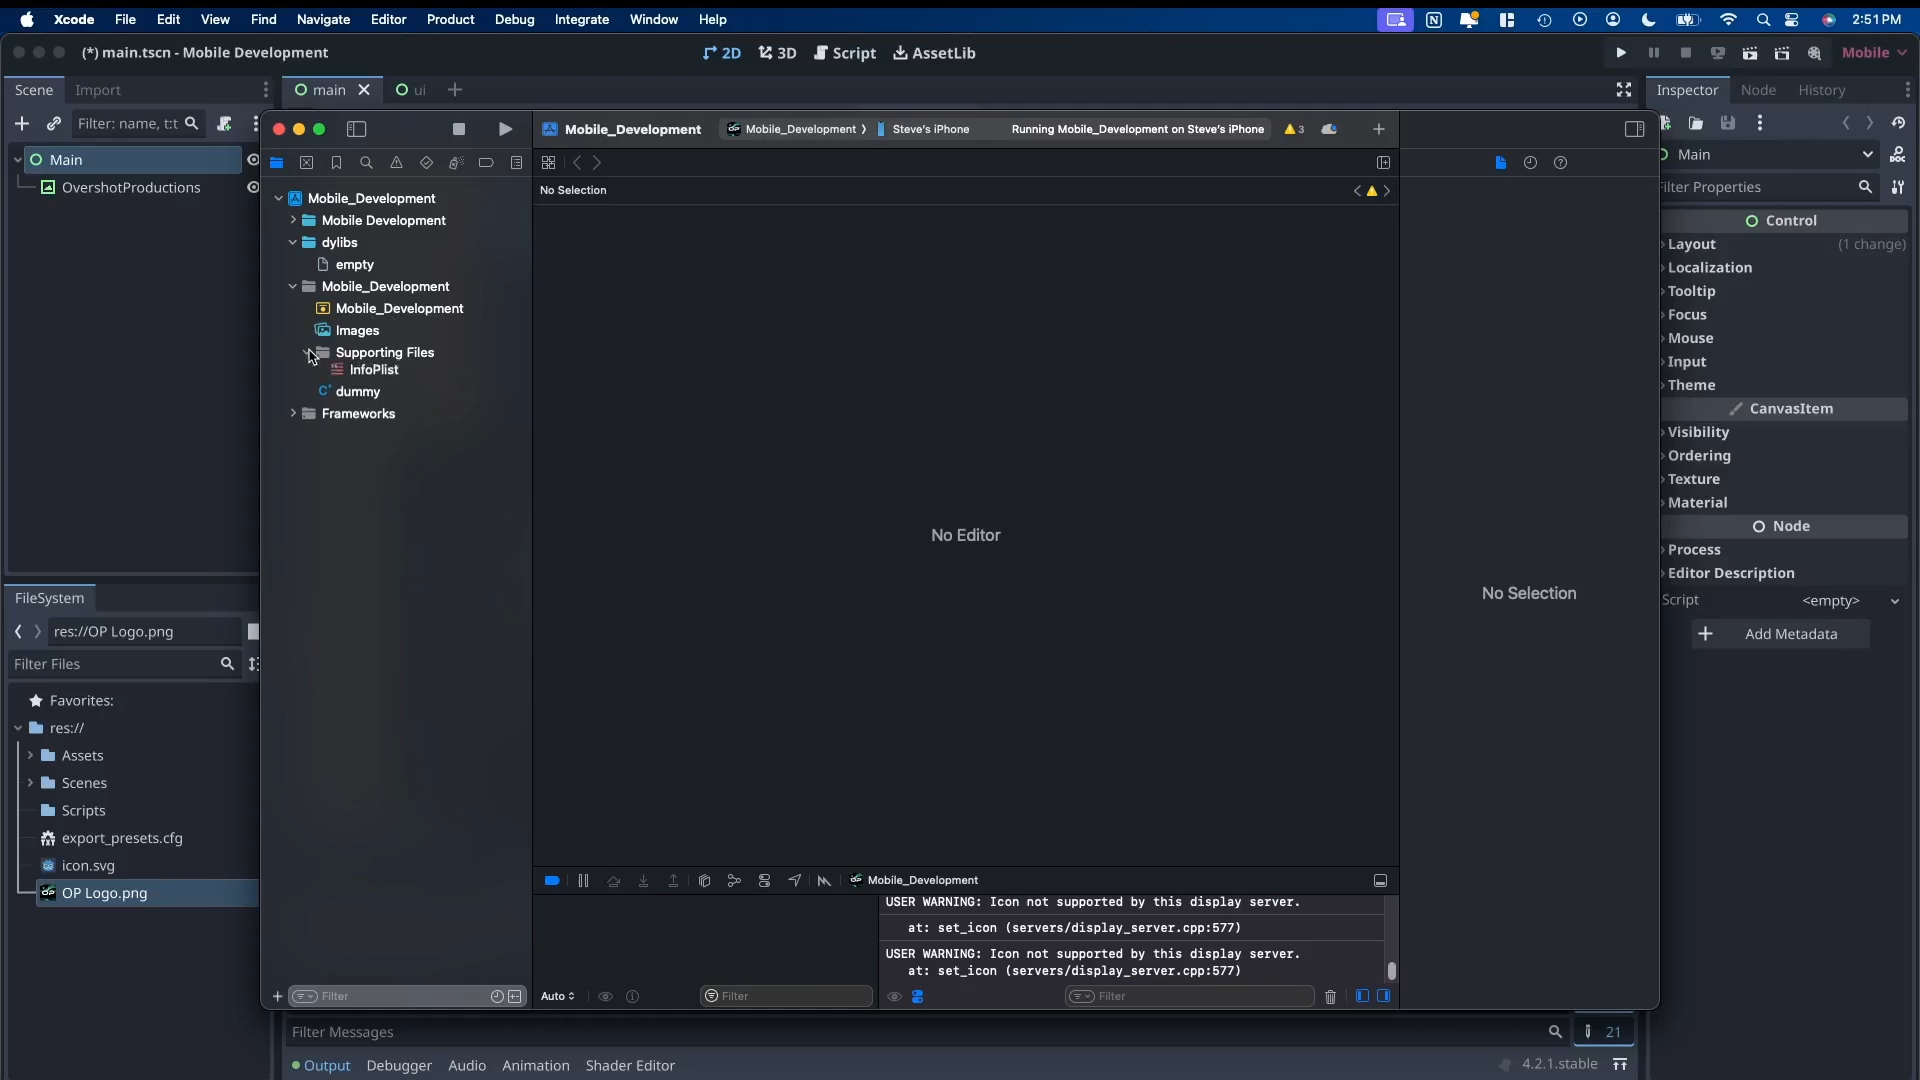 Xcode File Edit View Find Navigate Editor Product Debug Integrate Window Help 2:51 PM
(*) main.tscn - Mobile Development 2D 3D Script AssetLib Mobile
Scene Import main ui Inspector Node History
Filter: name, t:t
Mobile_Development Mobile_Development Steve's iPhone Running Mobile_Development on Steve's iPhone 3
Main
OvershotProductions
No Selection
Mobile_Development
Mobile Development
dylibs
empty
Mobile_Development
Mobile_Development
Images
Supporting Files
InfoPlist
dummy
Frameworks
No Editor
No Selection
Main
Filter Properties
Control
Layout (1 change)
Localization
Tooltip
Focus
Mouse
Input
Theme
CanvasItem
Visibility
Ordering
Texture
Material
Node
Process
Editor Description
Script <empty>
Add Metadata
FileSystem
res://OP Logo.png
Filter Files
Favorites:
res://
Assets
Scenes
Scripts
export_presets.cfg
icon.svg
OP Logo.png
Mobile_Development
USER WARNING: Icon not supported by this display server.
at: set_icon (servers/display_server.cpp:577)
USER WARNING: Icon not supported by this display server.
at: set_icon (servers/display_server.cpp:577)
Filter Auto Filter Filter
Filter Messages 21
Output Debugger Audio Animation Shader Editor 4.2.1.stable